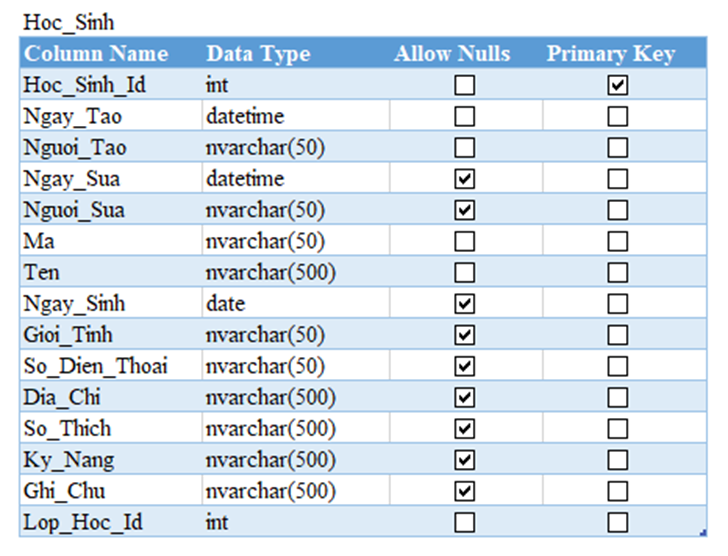 Hoc_Sinh
Column Name Data Type Allow Nulls Primary Key
Hoc_Sinh_Id int
Ngay_Tao datetime
Nguoi_Tao nvarchar(50)
Ngay_Sua datetime
Nguoi_Sua nvarchar(50)
Ma nvarchar(50)
Ten nvarchar(500)
Ngay_Sinh date
Gioi_Tinh nvarchar(50)
So_Dien_Thoai nvarchar(50)
Dia_Chi nvarchar(500)
So_Thich nvarchar(500)
Ky_Nang nvarchar(500)
Ghi_Chu nvarchar(500)
Lop_Hoc_Id int